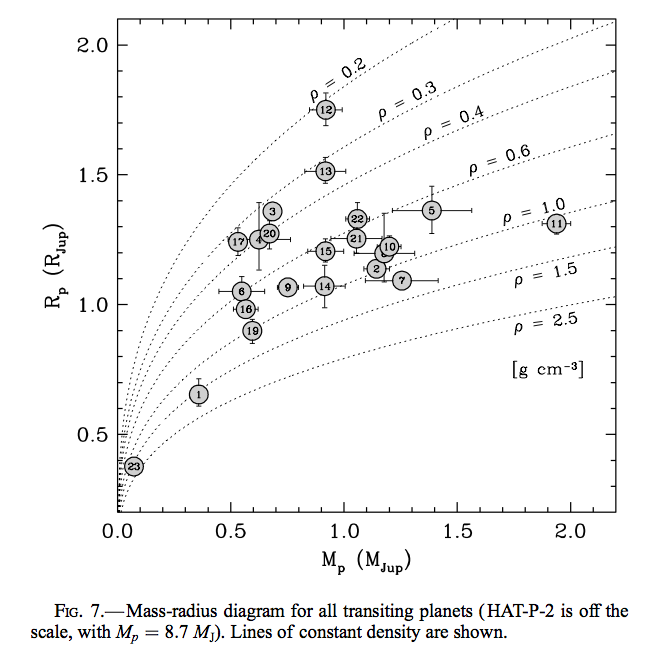 2.0
1.5
1.0
0.5
R_p (R_Jup)
ρ = 0.2
ρ = 0.3
ρ = 0.4
ρ = 0.6
ρ = 1.0
ρ = 1.5
ρ = 2.5
[g cm⁻³]
12
13
3
20
4
17
22
21
5
11
15
10
2
7
6
9
14
16
19
1
23
0.0 0.5 1.0 1.5 2.0
M_p (M_Jup)
FIG. 7.—Mass-radius diagram for all transiting planets (HAT-P-2 is off the
scale, with M_p = 8.7 M_J). Lines of constant density are shown.